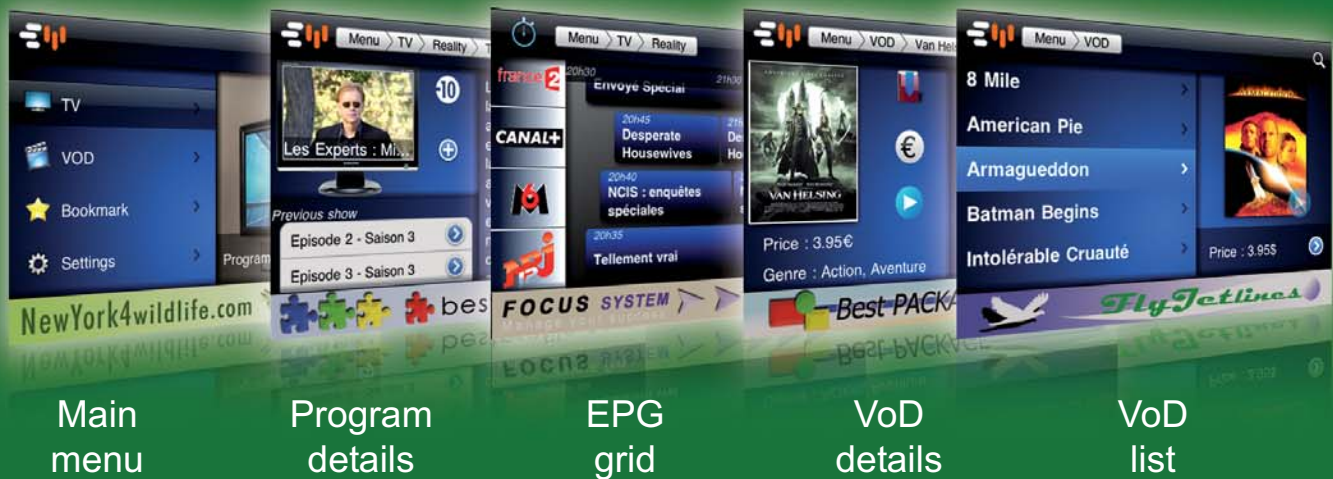 TV
VOD
Bookmark
Settings
Program
NewYork4wildlife.com
Menu TV Reality
-10
Les Experts : Mi...
Previous show
Episode 2 - Saison 3
Episode 3 - Saison 3
bes
Menu TV Reality
france 2
20h30
Envoyé Spécial
21h00
CANAL+
20h45
Desperate
Housewives
M6
20h40
NCIS : enquêtes
spéciales
NRJ
20h35
Tellement vrai
FOCUS SYSTEM
Manage your success
Menu VOD Van Hel
€
VAN HELSING
Price : 3.95€
Genre : Action, Aventure
Best PACKA
Menu VOD
8 Mile
American Pie
Armagueddon
Batman Begins
Intolérable Cruauté
Price : 3.95$
FlyJetlines
Main
menu
Program
details
EPG
grid
VoD
details
VoD
list